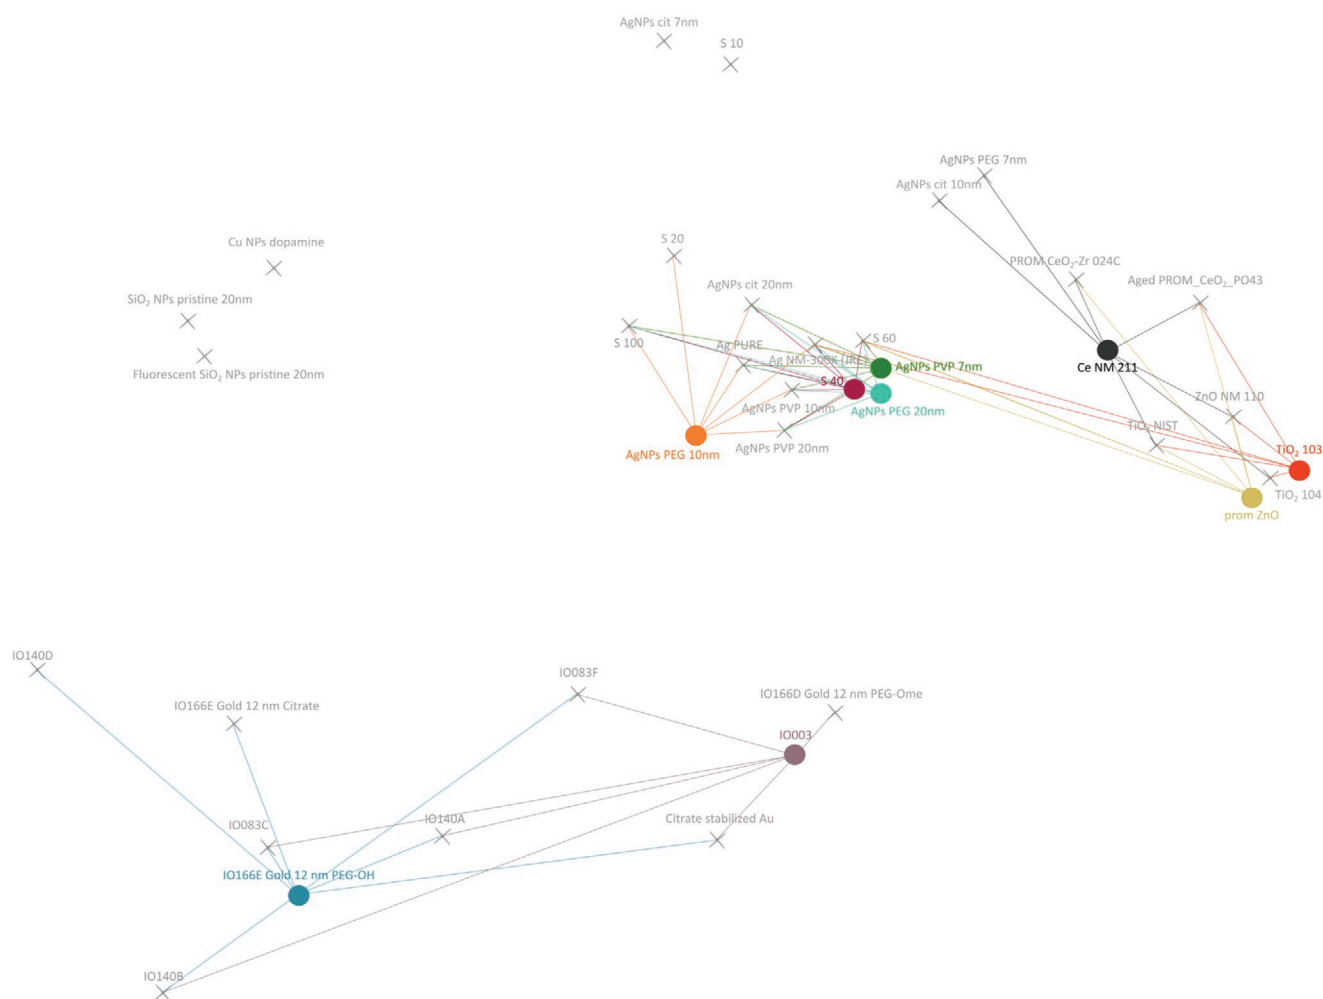 AgNPs cit 7nm
S 10
AgNPs PEG 7nm
AgNPs cit 10nm
Cu NPs dopamine
S 20
PROM CeO₂-Zr 024C
Aged PROM_CeO₂_PO43
AgNPs cit 20nm
SiO₂ NPs pristine 20nm
S 100
Ag PURE
S 60
Ag NM-300K (JRC)
AgNPs PVP 7nm
Ce NM 211
Fluorescent SiO₂ NPs pristine 20nm
S 40
ZnO NM 110
AgNPs PVP 10nm
AgNPs PEG 20nm
TiO₂ NIST
AgNPs PEG 10nm
AgNPs PVP 20nm
TiO₂ 103
TiO₂ 104
prom ZnO
IO140D
IO083F
IO166D Gold 12 nm PEG-Ome
IO166E Gold 12 nm Citrate
IO003
IO083C
IO140A
Citrate stabilized Au
IO166E Gold 12 nm PEG-OH
IO140B